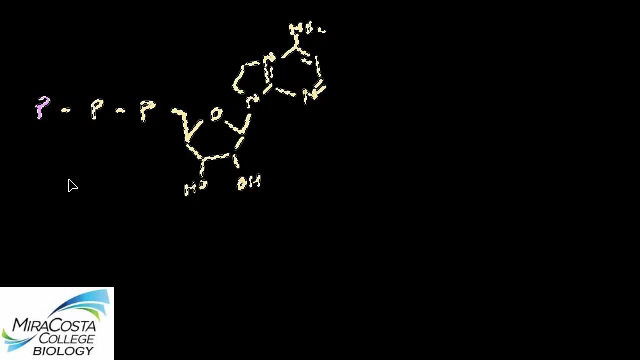 NH₂
N
N
N
P - P - P
O
HO
OH
MIRACOSTA
COLLEGE
BIOLOGY